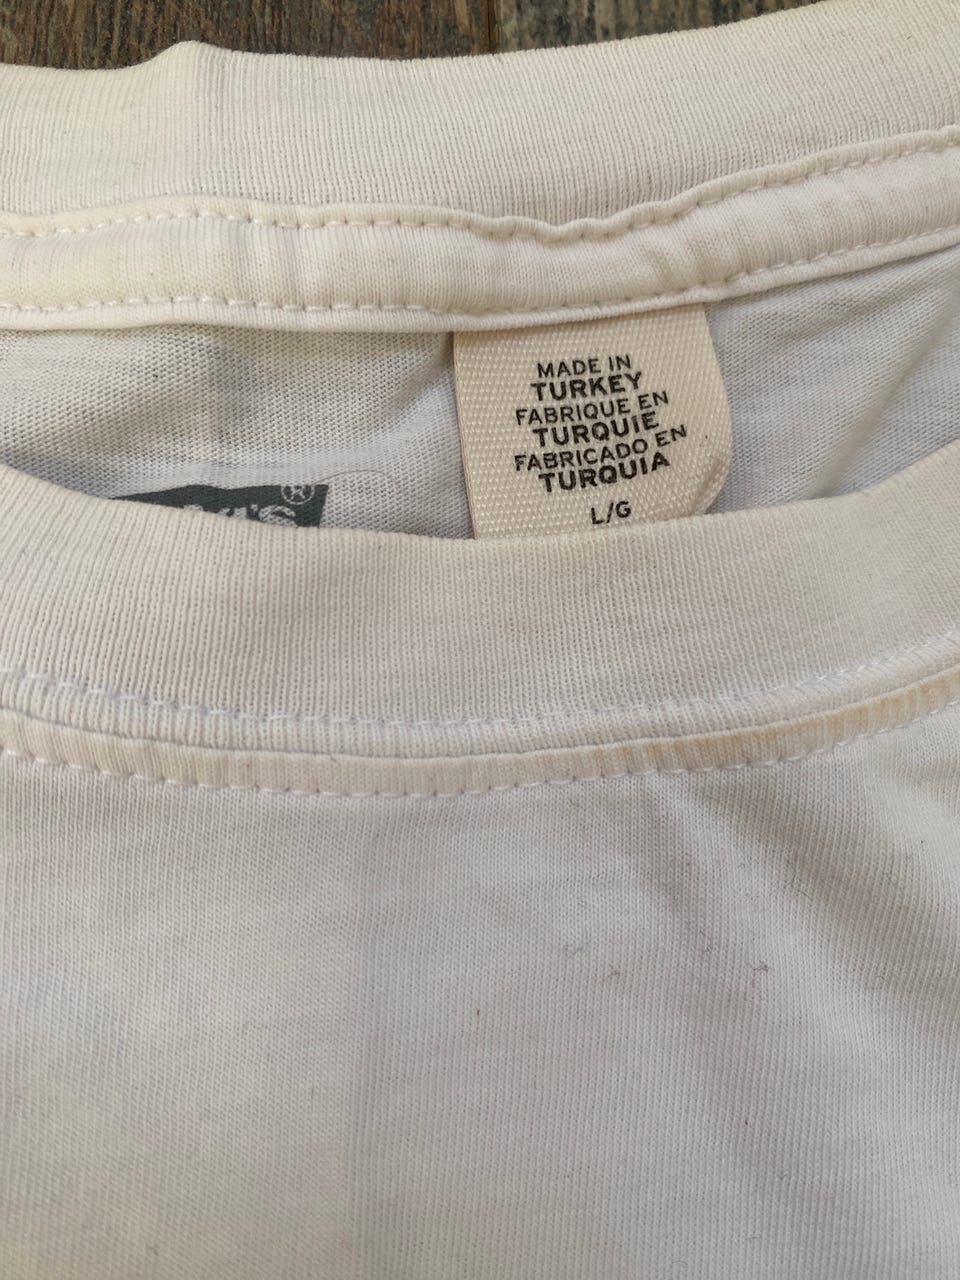 MADE IN
TURKEY
FABRIQUE EN
TURQUIE
FABRICADO EN
TURQUIA
L/G
®